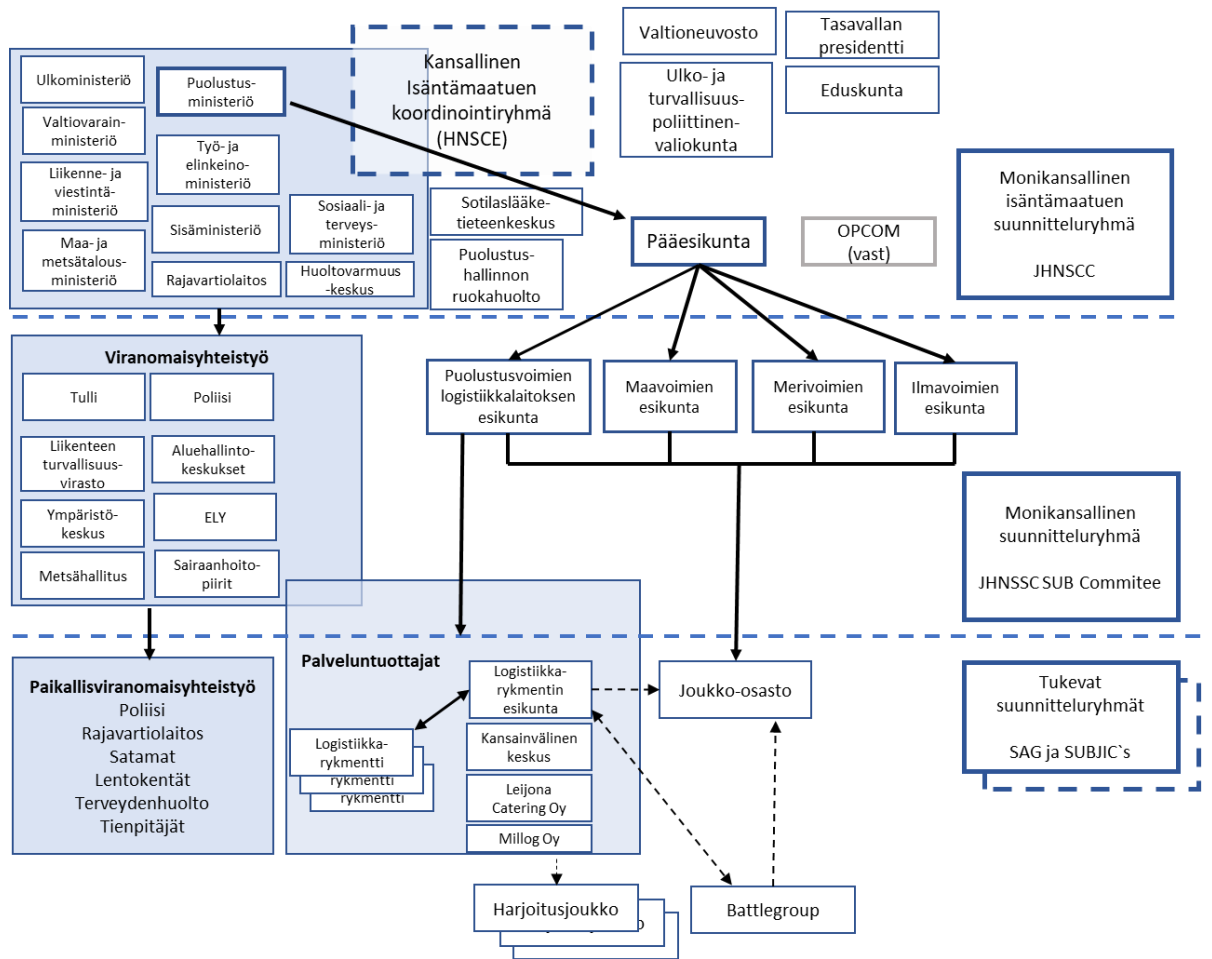 Ulkoministeriö
Puolustus-
ministeriö
Valtiovarain-
ministeriö
Työ- ja
elinkeino-
ministeriö
Liikenne- ja
viestintä-
ministeriö
Sisäministeriö
Sosiaali- ja
terveys-
ministeriö
Maa- ja
metsätalous-
ministeriö
Rajavartiolaitos
Huoltovarmuus
-keskus
Kansallinen
Isäntämaatuen
koordinointiryhmä
(HNSCE)
Valtioneuvosto
Tasavallan
presidentti
Ulko- ja
turvallisuus-
poliittinen-
valiokunta
Eduskunta
Sotilaslääke-
tieteenkeskus
Puolustus-
hallinnon
ruokahuolto
Pääesikunta
OPCOM
(vast)
Monikansallinen
isäntämaatuen
suunnitteluryhmä
JHNSCC
Viranomaisyhteistyö
Tulli
Poliisi
Liikenteen
turvallisuus-
virasto
Aluehallinto-
keskukset
Ympäristö-
keskus
ELY
Metsähallitus
Sairaanhoito-
piirit
Puolustusvoimien
logistiikkalaitoksen
esikunta
Maavoimien
esikunta
Merivoimien
esikunta
Ilmavoimien
esikunta
Monikansallinen
suunnitteluryhmä
JHNSSC SUB Commitee
Paikallisviranomaisyhteistyö
Poliisi
Rajavartiolaitos
Satamat
Lentokentät
Terveydenhuolto
Tienpitäjät
Palveluntuottajat
Logistiikka-
rykmentin
esikunta
Logistiikka-
rykmentti
rykmentti
rykmentti
Kansainvälinen
keskus
Leijona
Catering Oy
Millog Oy
Joukko-osasto
Tukevat
suunnitteluryhmät
SAG ja SUBJIC`s
Harjoitusjoukko
Battlegroup